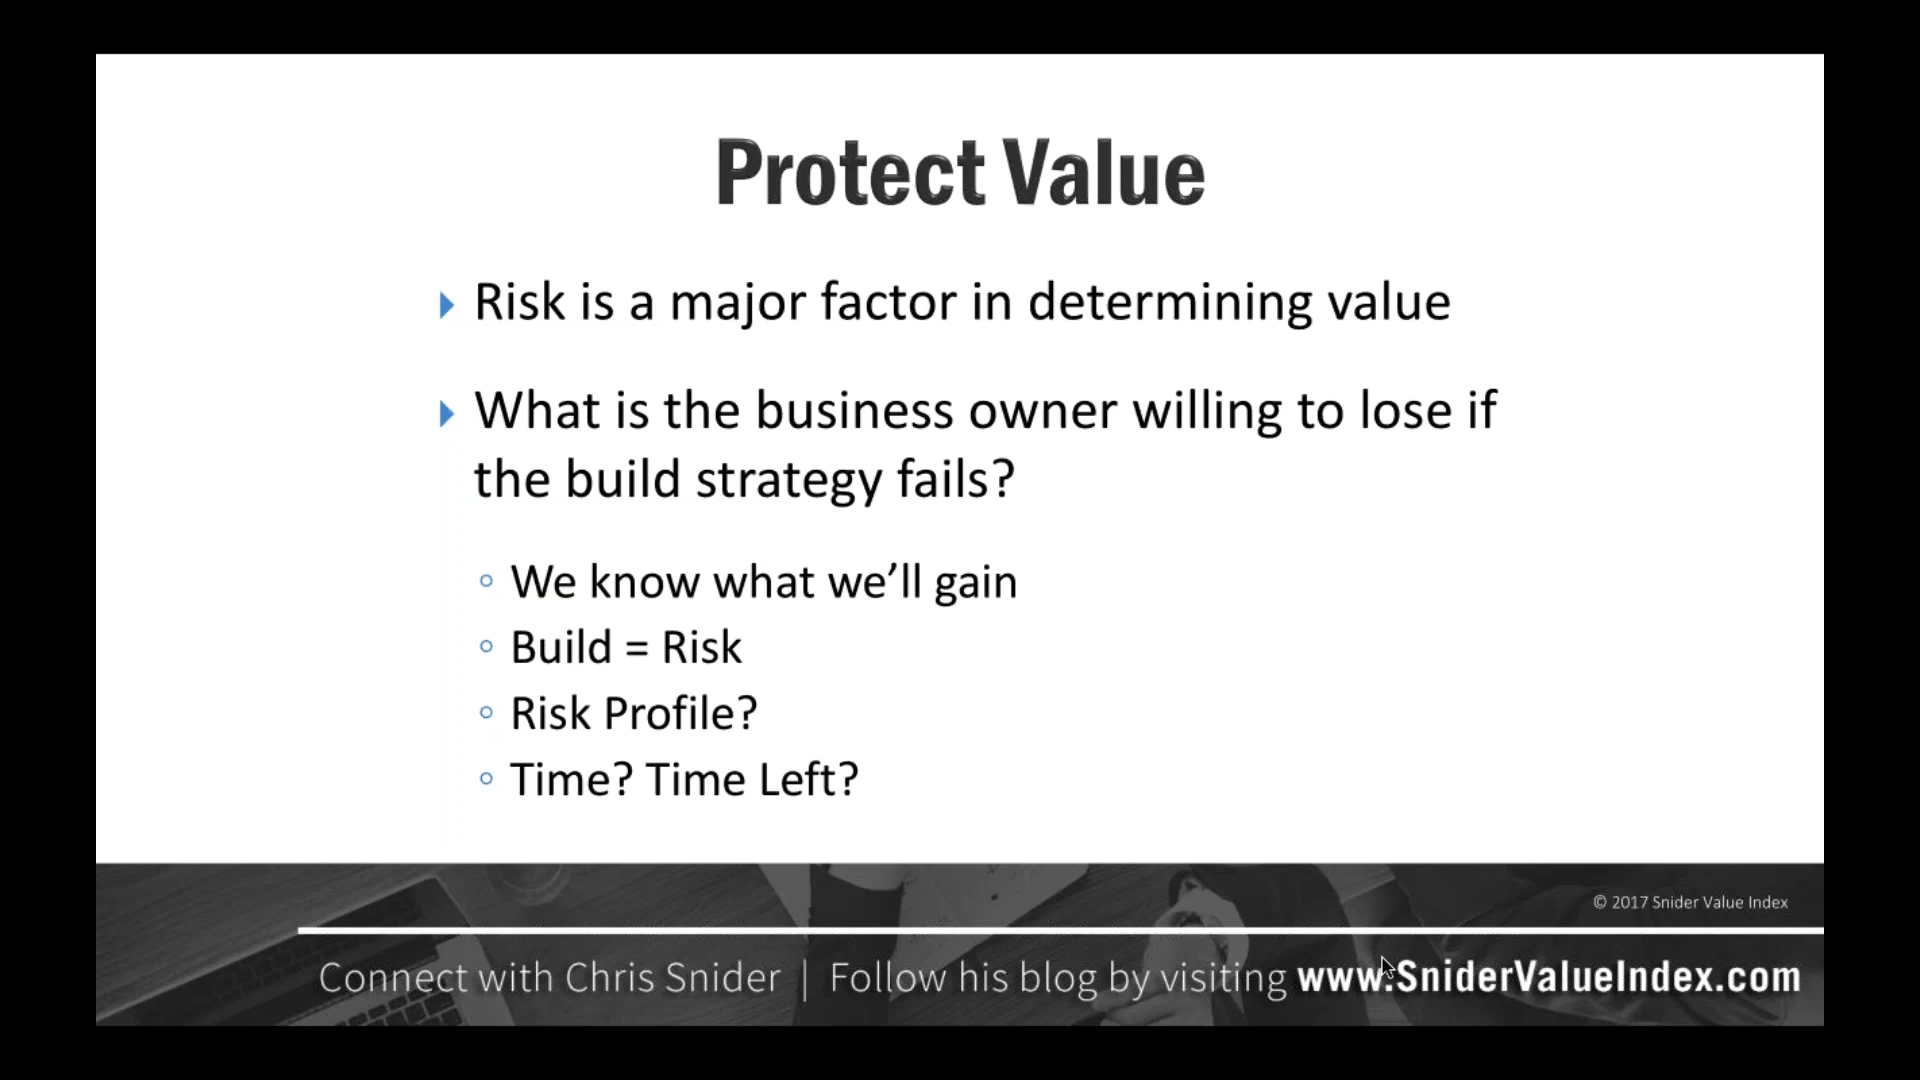 Protect Value
Risk is a major factor in determining value
What is the business owner willing to lose if
the build strategy fails?
We know what we’ll gain
Build = Risk
Risk Profile?
Time? Time Left?
© 2017 Snider Value Index
Connect with Chris Snider | Follow his blog by visiting www.SniderValueIndex.com